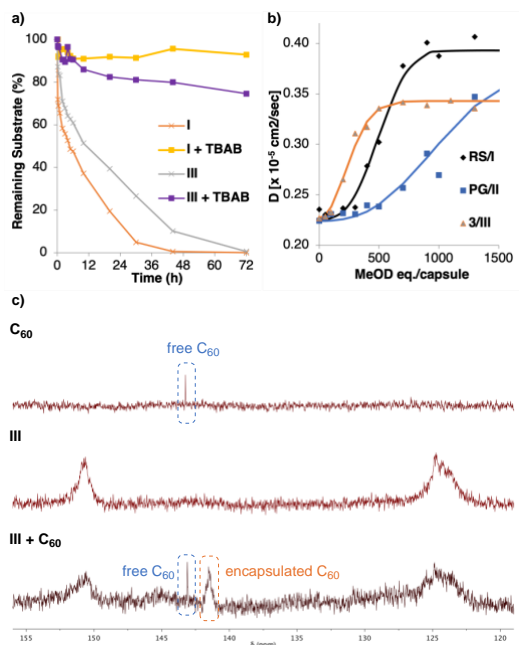 a)
100
80
60
40
20
0
Remaining Substrate (%)
I
I + TBAB
III
III + TBAB
0 12 24 36 48 60 72
Time (h)
b)
0.40
0.35
0.30
0.25
0.20
D [x 10⁻⁵ cm2/sec]
RS/I
PG/II
3/III
0 500 1000 1500
MeOD eq./capsule
c)
C₆₀
free C₆₀
III
III + C₆₀
free C₆₀ encapsulated C₆₀
155 150 145 140 135 130 125 120